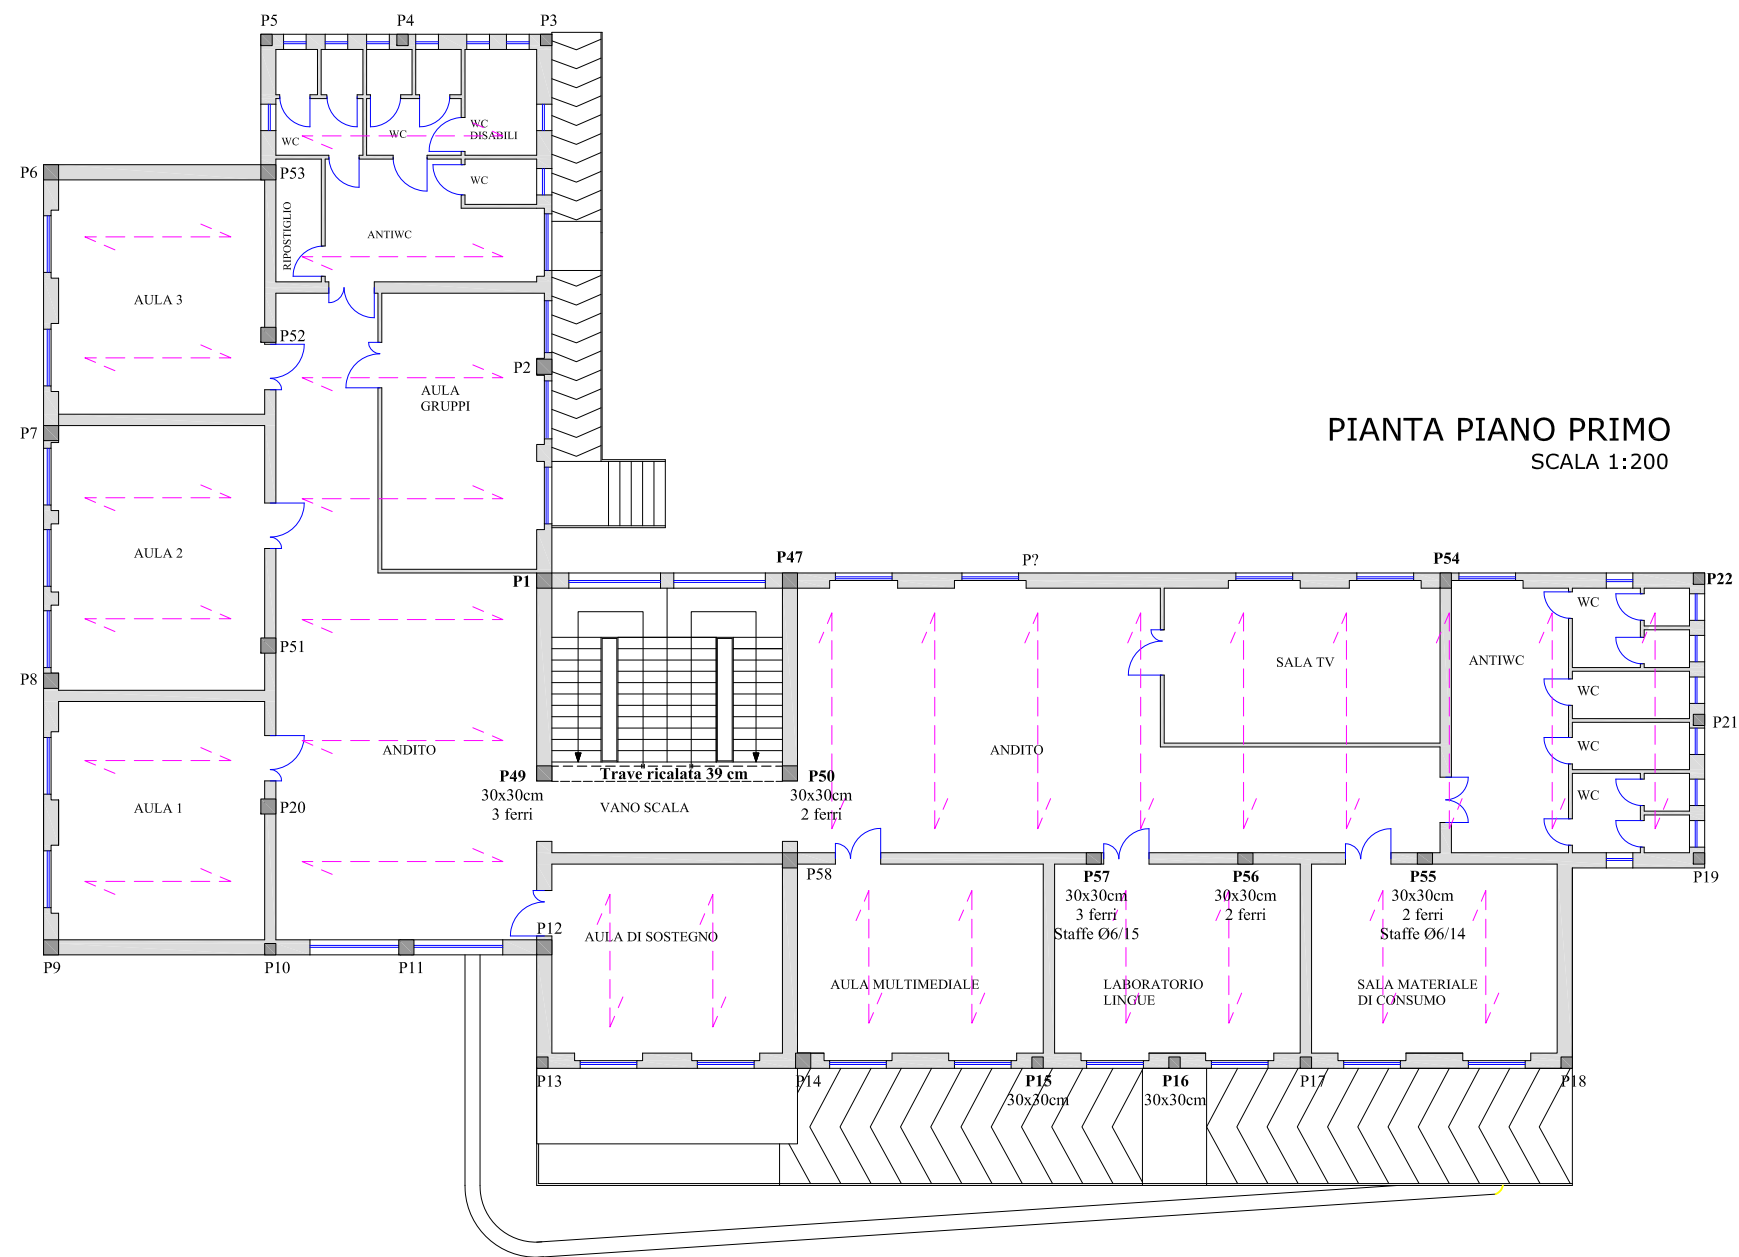 P5
P4
P3
WC
WC
WC
DISABILI
WC
P6
P53
RIPOSTIGLIO
ANTIWC
AULA 3
P52
P2
AULA
GRUPPI
PIANTA PIANO PRIMO
SCALA 1:200
P7
AULA 2
P51
P8
P1
P47
P?
P54
P22
WC
SALA TV
ANTIWC
WC
P21
WC
WC
ANDITO
ANDITO
P49
30x30cm
3 ferri
Trave ricalata 39 cm
P50
30x30cm
2 ferri
VANO SCALA
AULA 1
P20
P58
P57
30x30cm
3 ferri
Staffe Ø6/15
P56
30x30cm
2 ferri
P55
30x30cm
2 ferri
Staffe Ø6/14
P19
P12
AULA DI SOSTEGNO
P9
P10
P11
AULA MULTIMEDIALE
LABORATORIO
LINGUE
SALA MATERIALE
DI CONSUMO
P13
P14
P15
30x30cm
P16
30x30cm
P17
P18